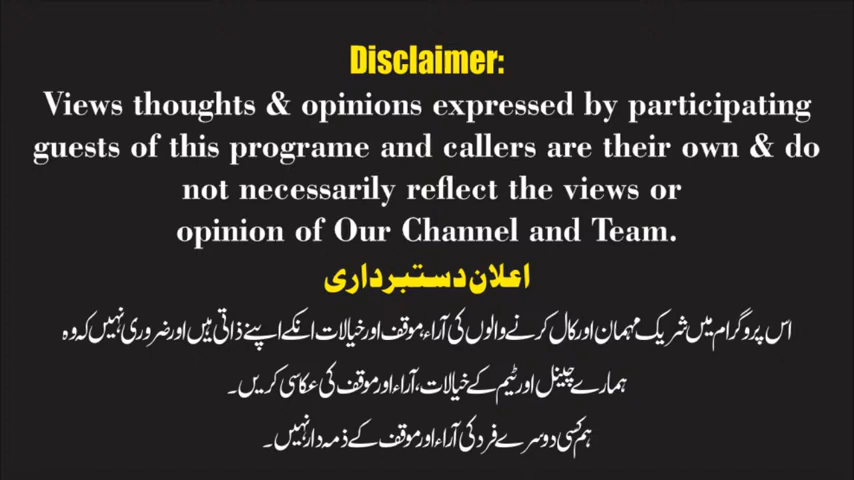 Disclaimer:
Views thoughts & opinions expressed by participating
guests of this programe and callers are their own & do
not necessarily reflect the views or
opinion of Our Channel and Team.
اعلان دستبرداری
اس پروگرام میں شریک مہمان اور کال کرنے والوں کی آراء، موقف اور خیالات انکے اپنے ذاتی ہیں اور ضروری نہیں کہ وہ
ہمارے چینل اور ٹیم کے خیالات، آراء اور موقف کی عکاسی کریں۔
ہم کسی دوسرے فرد کی آراء اور موقف کے ذمہ دار نہیں۔